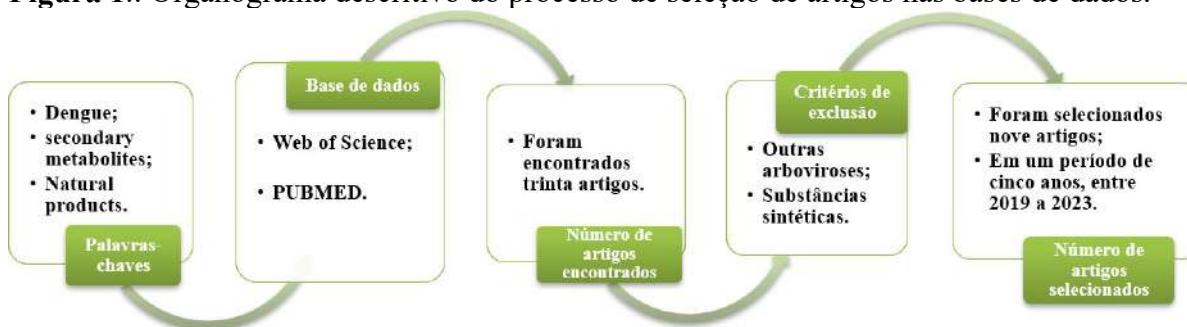 Figura 1.. Organograma descritivo do processo de seleção de artigos nas bases de dados.
• Dengue;
• secondary
metabolites;
• Natural
products.
Palavras-
chaves
Base de dados
• Web of Science;
• PUBMED.
• Foram
encontrados
trinta artigos.
Número de
artigos
encontrados
Critérios de
exclusão
• Outras
arboviroses;
• Substâncias
sintéticas.
• Foram selecionados
nove artigos;
• Em um período de
cinco anos, entre
2019 a 2023.
Número de
artigos
selecionados